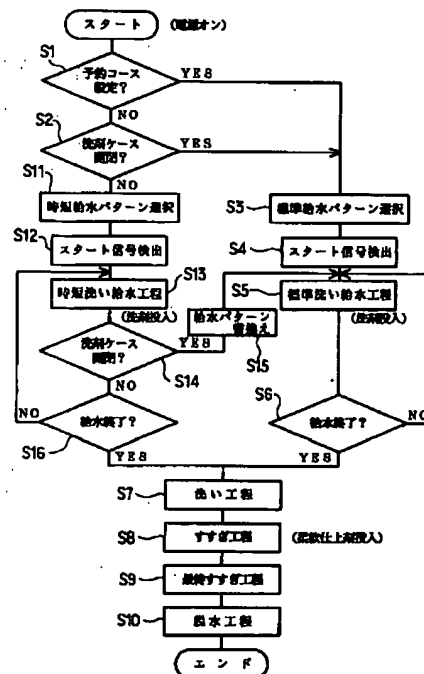 スタート
(電源オン)
S1
予約コース
設定?
YES
NO
S2
洗剤ケース
開閉?
YES
NO
S11
時短給水パターン選択
S3
標準給水パターン選択
S12
スタート信号検出
S4
スタート信号検出
S13
時短洗い給水工程
(洗剤投入)
S5
標準洗い給水工程
(洗剤投入)
洗剤ケース
開閉?
YES
S14
NO
給水パターン
替換え
S15
S16
給水終了?
NO
YES
S6
給水終了?
NO
YES
S7
洗い工程
S8
すすぎ工程
(柔軟仕上剤投入)
S9
最終すすぎ工程
S10
脱水工程
エンド